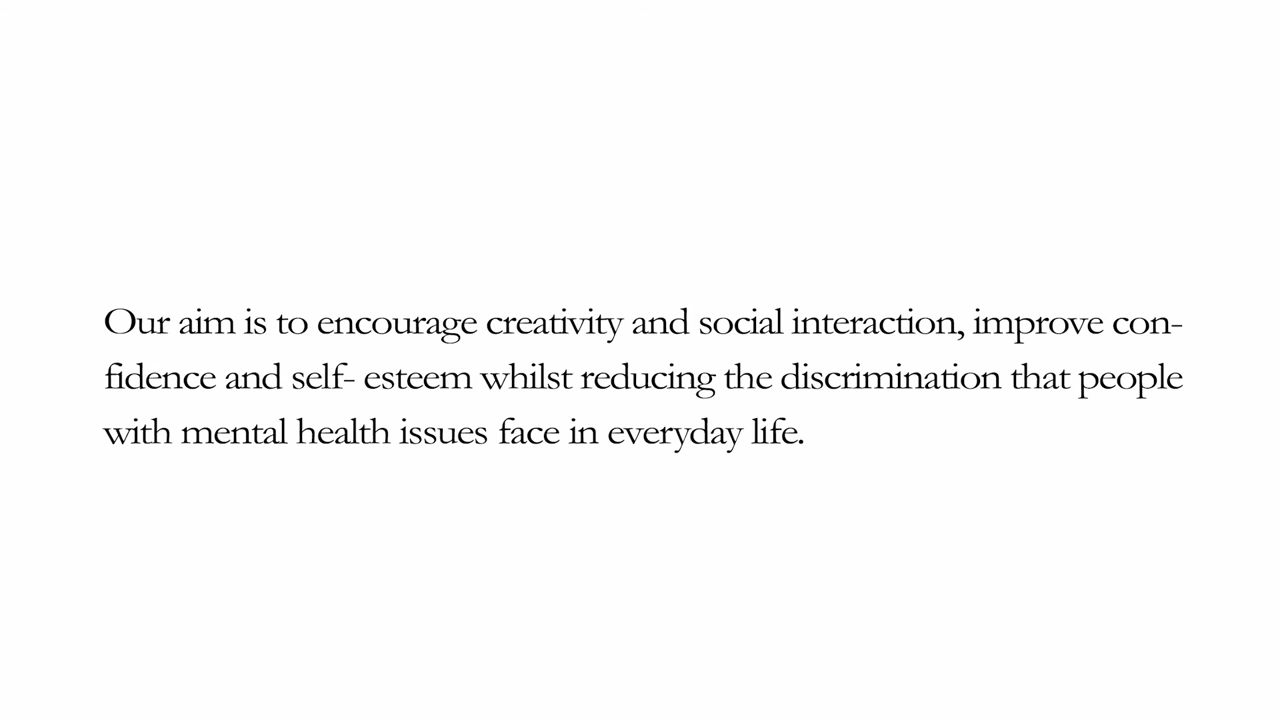 Our aim is to encourage creativity and social interaction, improve con-
fidence and self- esteem whilst reducing the discrimination that people
with mental health issues face in everyday life.